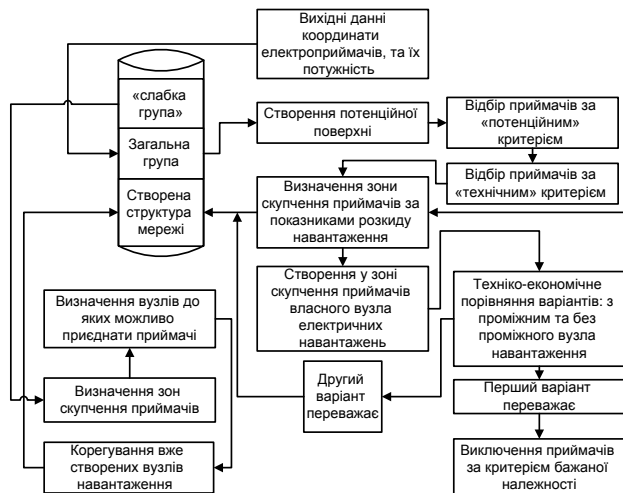 Вихідні данні
координати
електроприймачів, та їх
потужність
«слабка
група»
Загальна
група
Створена
структура
мережі
Створення потенційної
поверхні
Відбір приймачів за
«потенційним»
критерієм
Відбір приймачів за
«технічним» критерієм
Визначення зони
скупчення приймачів за
показниками розкиду
навантаження
Створення у зоні
скупчення приймачів
власного вузла
електричних
навантажень
Техніко-економічне
порівняння варіантів: з
проміжним та без
проміжного вузла
навантаження
Визначення вузлів до
яких можливо
приєднати приймачі
Визначення зон
скупчення приймачів
Корегування вже
створених вузлів
навантаження
Другий
варіант
переважає
Перший варіант
переважає
Виключення приймачів
за критерієм бажаної
належності